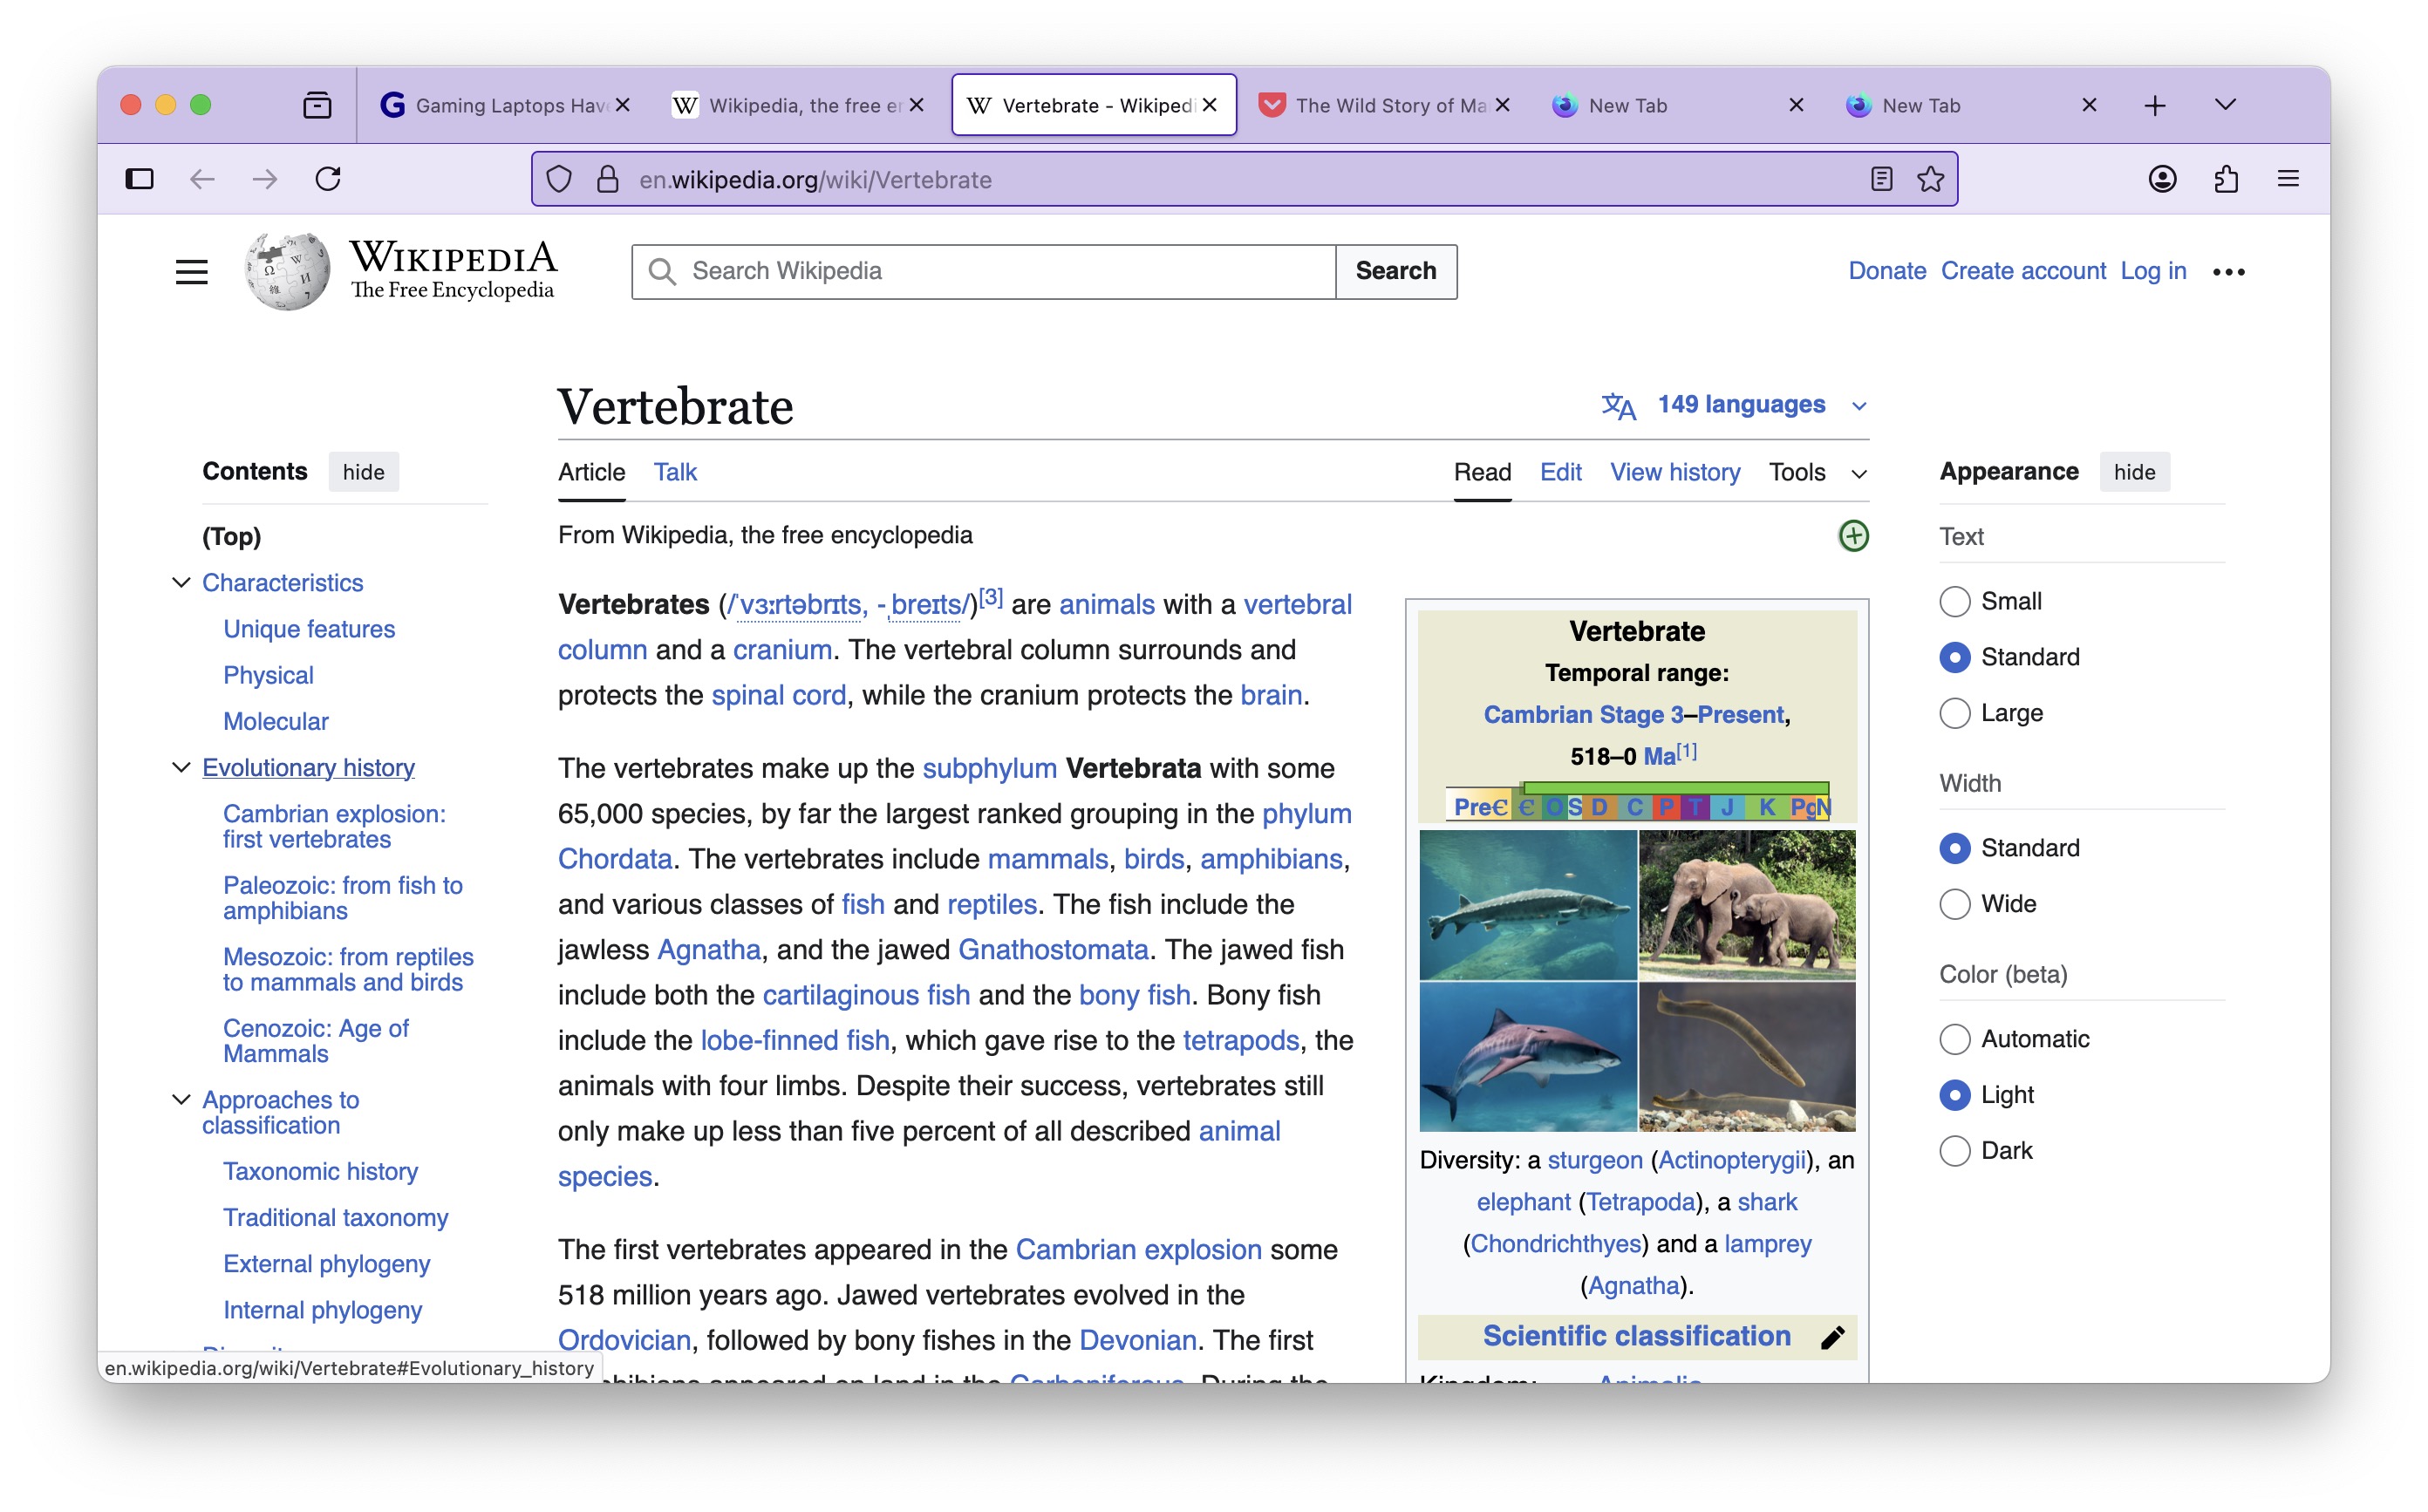 Gaming Laptops Hav
Wikipedia, the free er
Vertebrate - Wikiped
The Wild Story of Ma
New Tab
New Tab
en.wikipedia.org/wiki/Vertebrate
WIKIPEDIA
The Free Encyclopedia
Search Wikipedia
Search
Donate
Create account
Log in
Vertebrate
149 languages
Article
Talk
Read
Edit
View history
Tools
From Wikipedia, the free encyclopedia
Contents
hide
(Top)
Characteristics
Unique features
Physical
Molecular
Evolutionary history
Cambrian explosion:
first vertebrates
Paleozoic: from fish to
amphibians
Mesozoic: from reptiles
to mammals and birds
Cenozoic: Age of
Mammals
Approaches to
classification
Taxonomic history
Traditional taxonomy
External phylogeny
Internal phylogeny
en.wikipedia.org/wiki/Vertebrate#Evolutionary_history
Vertebrates (/ˈvɜːrtəbrɪts, -ˌbreɪts/)[3] are animals with a vertebral
column and a cranium. The vertebral column surrounds and
protects the spinal cord, while the cranium protects the brain.
The vertebrates make up the subphylum Vertebrata with some
65,000 species, by far the largest ranked grouping in the phylum
Chordata. The vertebrates include mammals, birds, amphibians,
and various classes of fish and reptiles. The fish include the
jawless Agnatha, and the jawed Gnathostomata. The jawed fish
include both the cartilaginous fish and the bony fish. Bony fish
include the lobe-finned fish, which gave rise to the tetrapods, the
animals with four limbs. Despite their success, vertebrates still
only make up less than five percent of all described animal
species.
The first vertebrates appeared in the Cambrian explosion some
518 million years ago. Jawed vertebrates evolved in the
Ordovician, followed by bony fishes in the Devonian. The first
appeared on land in the Carboniferous. During the
Vertebrate
Temporal range:
Cambrian Stage 3–Present,
518–0 Ma[1]
PreꞒ Ꞓ O S D C P T J K Pg N
Diversity: a sturgeon (Actinopterygii), an
elephant (Tetrapoda), a shark
(Chondrichthyes) and a lamprey
(Agnatha).
Scientific classification
Kingdom: Animalia
Appearance
hide
Text
Small
Standard
Large
Width
Standard
Wide
Color (beta)
Automatic
Light
Dark